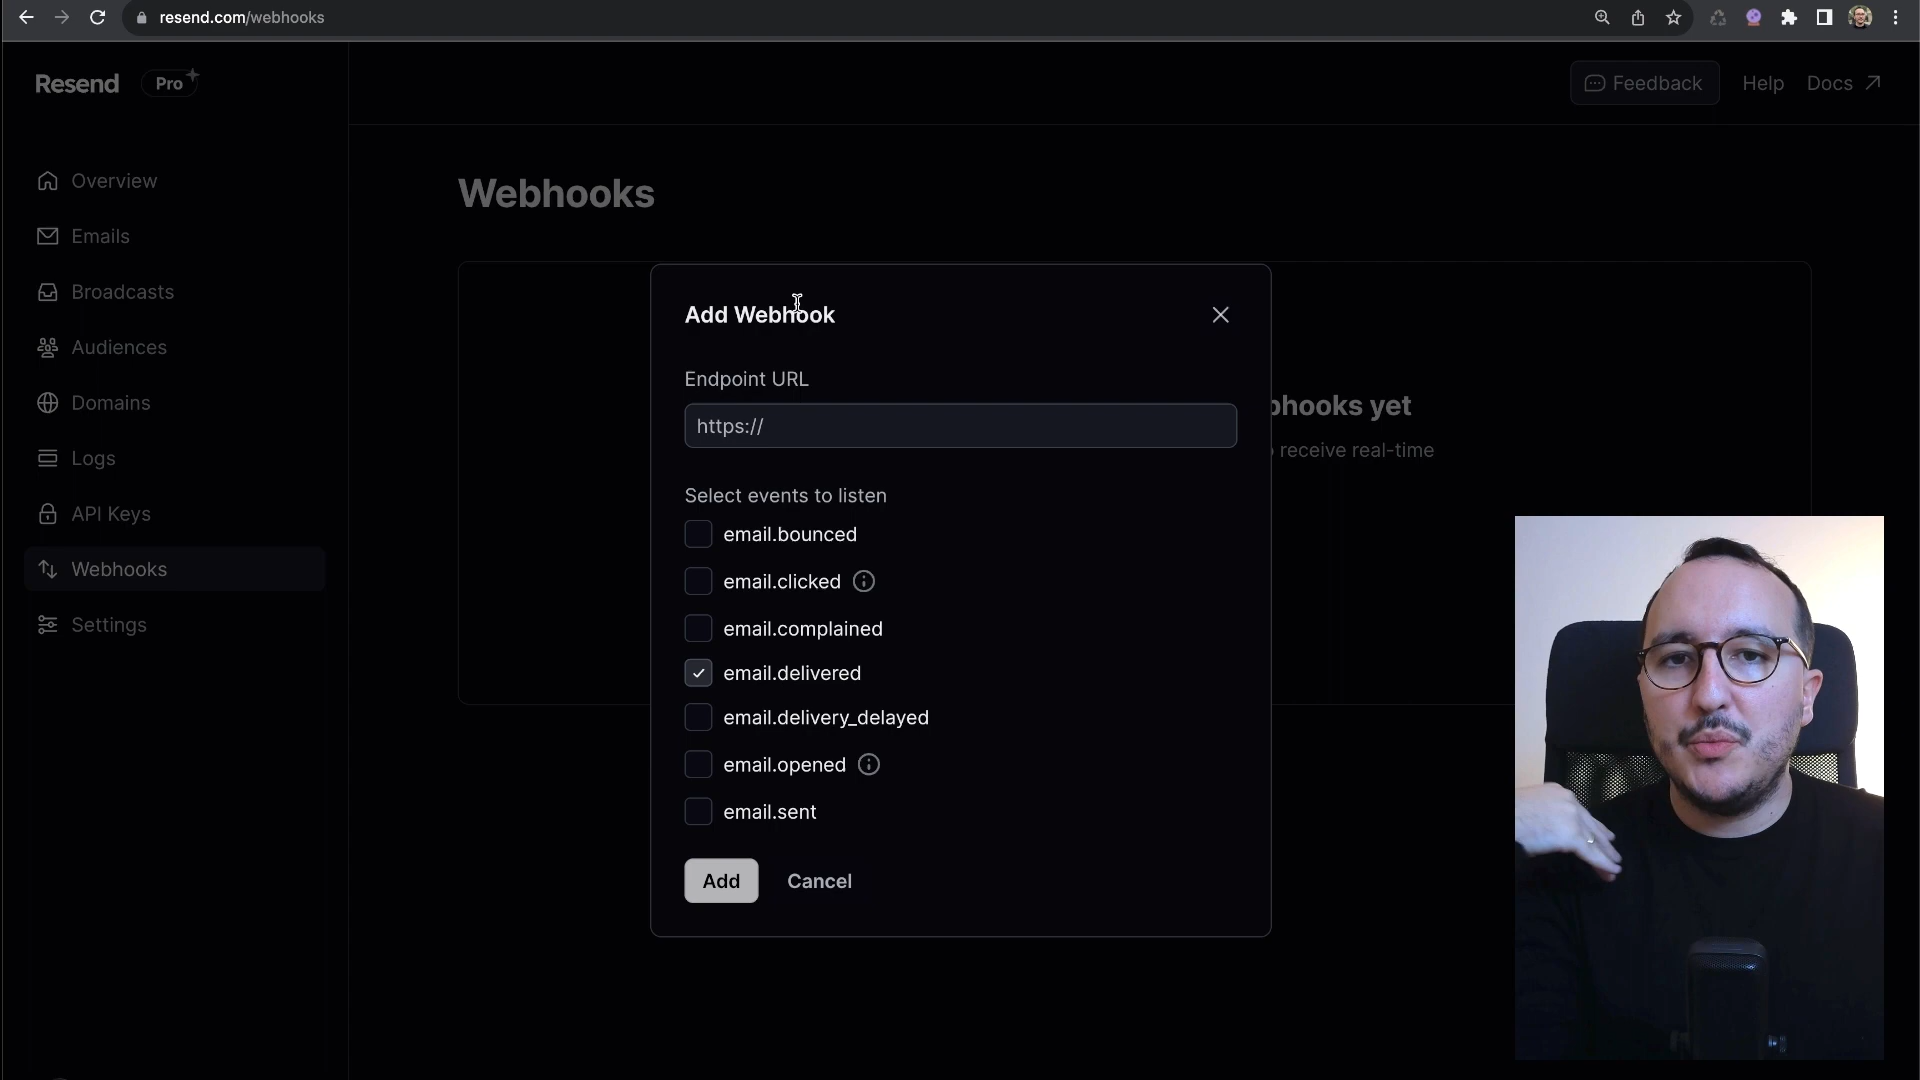 resend.com/webhooks
Resend
Pro
Feedback
Help
Docs
Overview
Emails
Broadcasts
Audiences
Domains
Logs
API Keys
Webhooks
Settings
Webhooks
bhooks yet
receive real-time
Add Webhook
Endpoint URL
https://
Select events to listen
email.bounced
email.clicked
email.complained
email.delivered
email.delivery_delayed
email.opened
email.sent
Add
Cancel